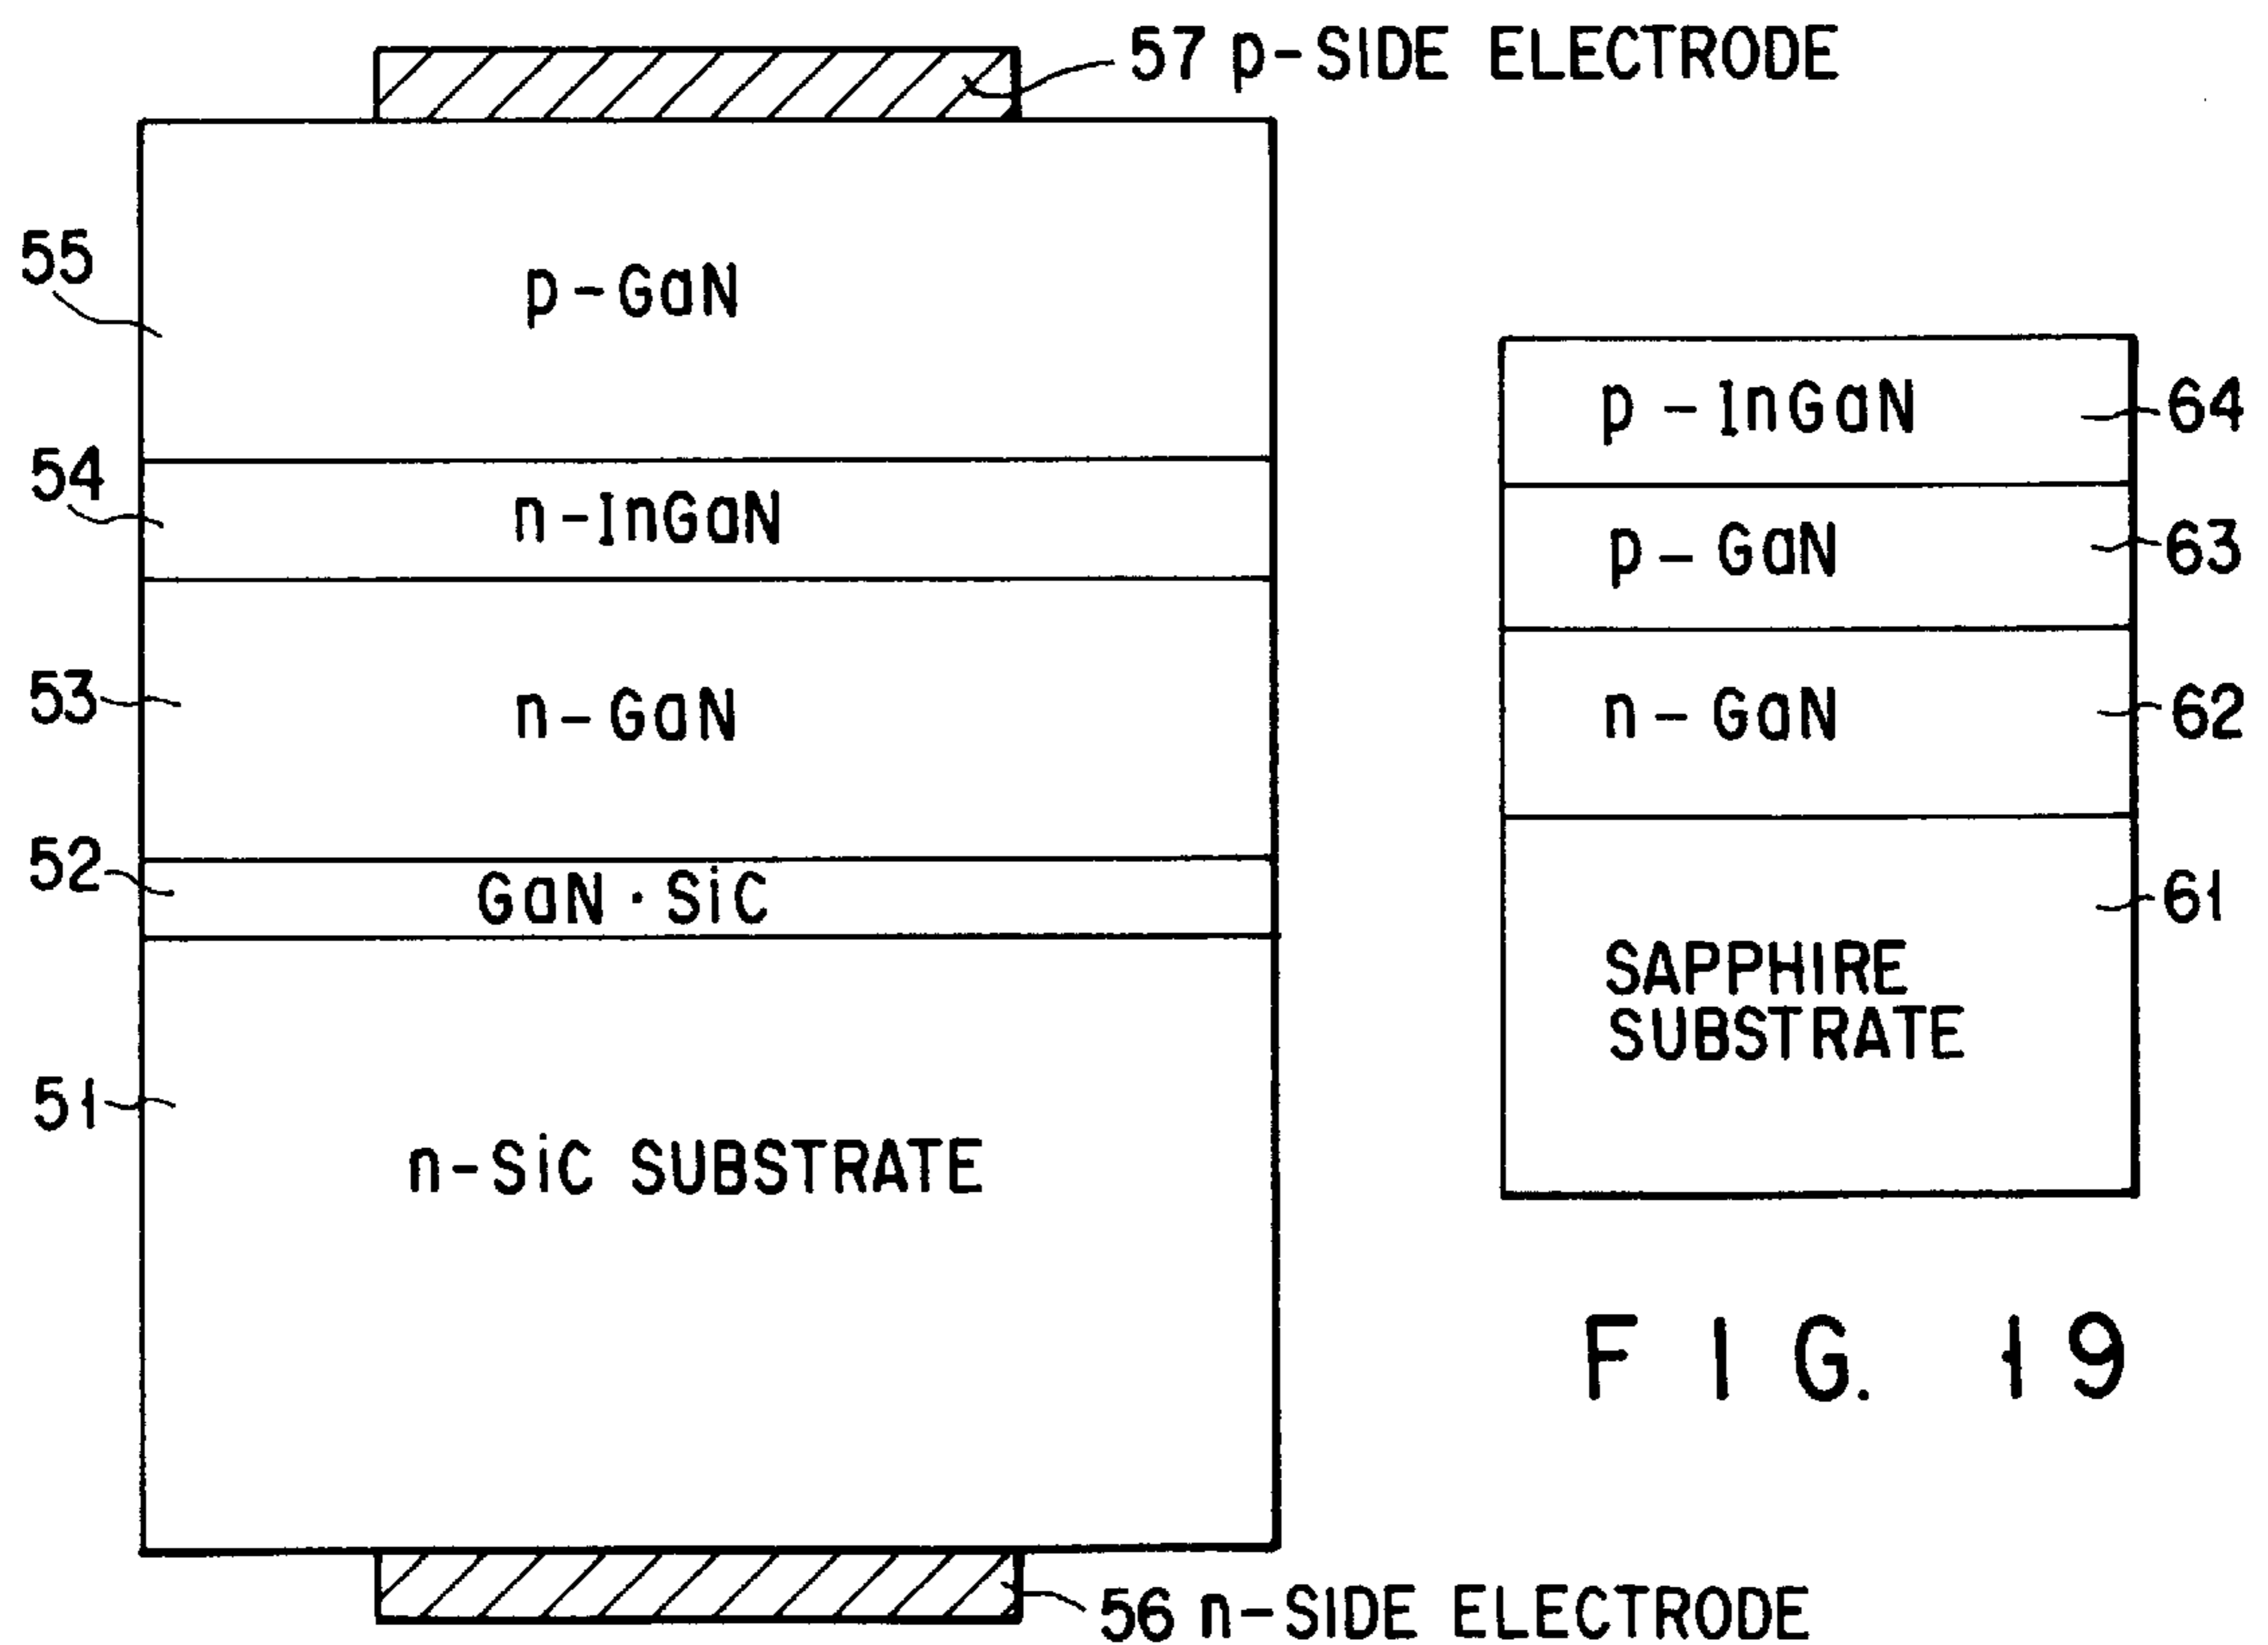 57 p-SIDE ELECTRODE
55
p-GaN
54
n-InGaN
53
n-GaN
52
GaN·SiC
51
n-SiC SUBSTRATE
56 n-SIDE ELECTRODE
p-InGaN
64
p-GaN
63
n-GaN
62
61
SAPPHIRE
SUBSTRATE
FIG. 19